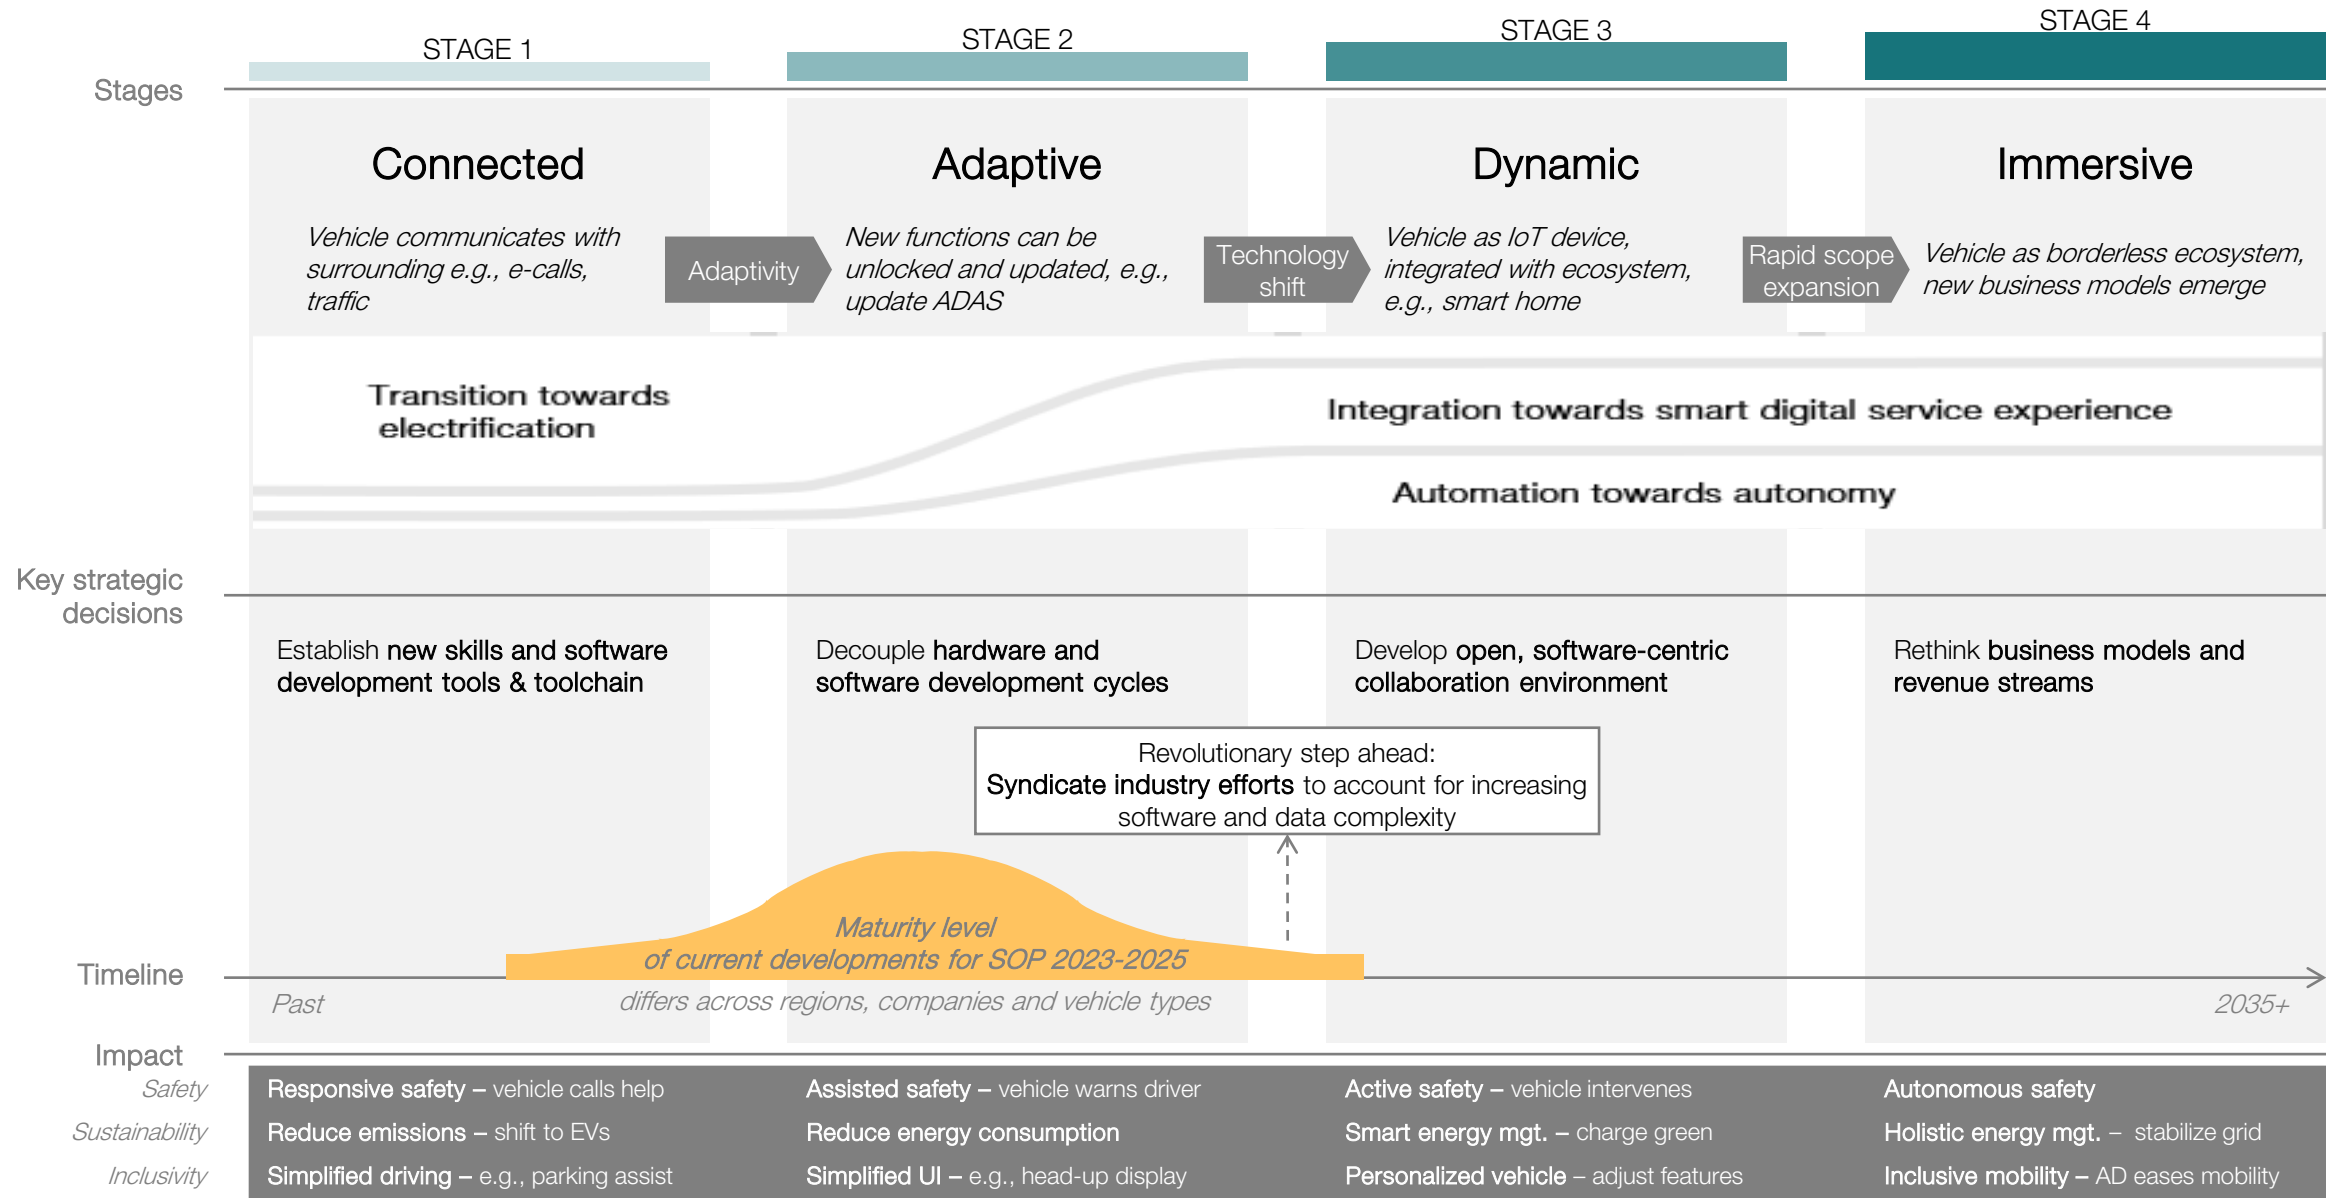 STAGE 1
STAGE 2
STAGE 3
STAGE 4
Stages
Connected
Vehicle communicates with
surrounding e.g., e-calls,
traffic
Adaptivity
Adaptive
New functions can be
unlocked and updated, e.g.,
update ADAS
Technology
shift
Dynamic
Vehicle as IoT device,
integrated with ecosystem,
e.g., smart home
Rapid scope
expansion
Immersive
Vehicle as borderless ecosystem,
new business models emerge
Transition towards
electrification
Integration towards smart digital service experience
Automation towards autonomy
Key strategic
decisions
Establish new skills and software
development tools & toolchain
Decouple hardware and
software development cycles
Develop open, software-centric
collaboration environment
Rethink business models and
revenue streams
Revolutionary step ahead:
Syndicate industry efforts to account for increasing
software and data complexity
Maturity level
of current developments for SOP 2023-2025
Timeline
Past
differs across regions, companies and vehicle types
2035+
Impact
Safety
Responsive safety – vehicle calls help
Assisted safety – vehicle warns driver
Active safety – vehicle intervenes
Autonomous safety
Sustainability
Reduce emissions – shift to EVs
Reduce energy consumption
Smart energy mgt. – charge green
Holistic energy mgt. – stabilize grid
Inclusivity
Simplified driving – e.g., parking assist
Simplified UI – e.g., head-up display
Personalized vehicle – adjust features
Inclusive mobility – AD eases mobility